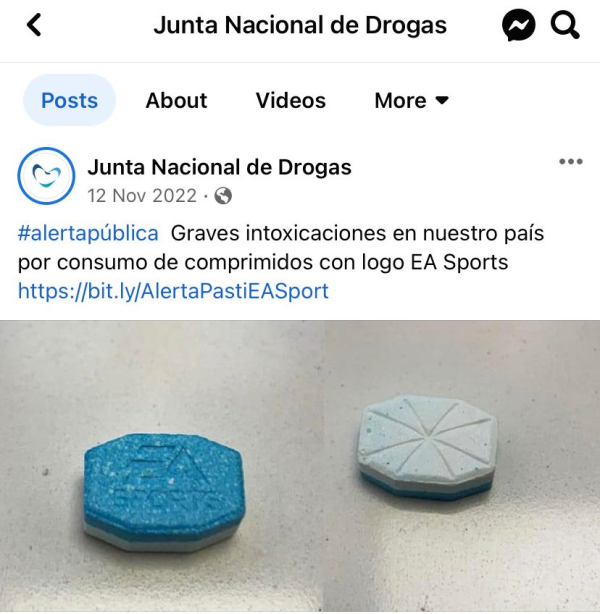 Junta Nacional de Drogas
Posts About Videos More
Junta Nacional de Drogas
12 Nov 2022 ·
#alertapública Graves intoxicaciones en nuestro país
por consumo de comprimidos con logo EA Sports
https://bit.ly/AlertaPastiEASport
EA
SPORTS